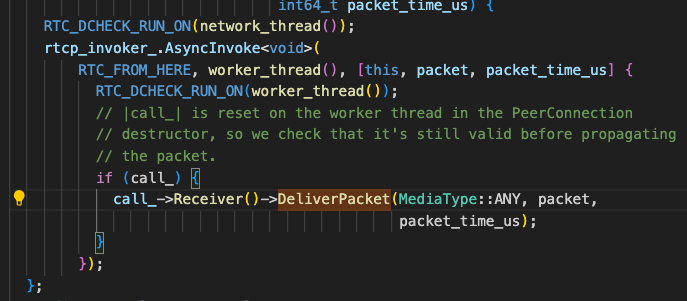 int64_t packet_time_us) {
RTC_DCHECK_RUN_ON(network_thread());
rtcp_invoker_.AsyncInvoke<void>(
RTC_FROM_HERE, worker_thread(), [this, packet, packet_time_us] {
RTC_DCHECK_RUN_ON(worker_thread());
// |call_| is reset on the worker thread in the PeerConnection
// destructor, so we check that it's still valid before propagating
// the packet.
if (call_) {
call_->Receiver()->DeliverPacket(MediaType::ANY, packet,
packet_time_us);
}
});
};